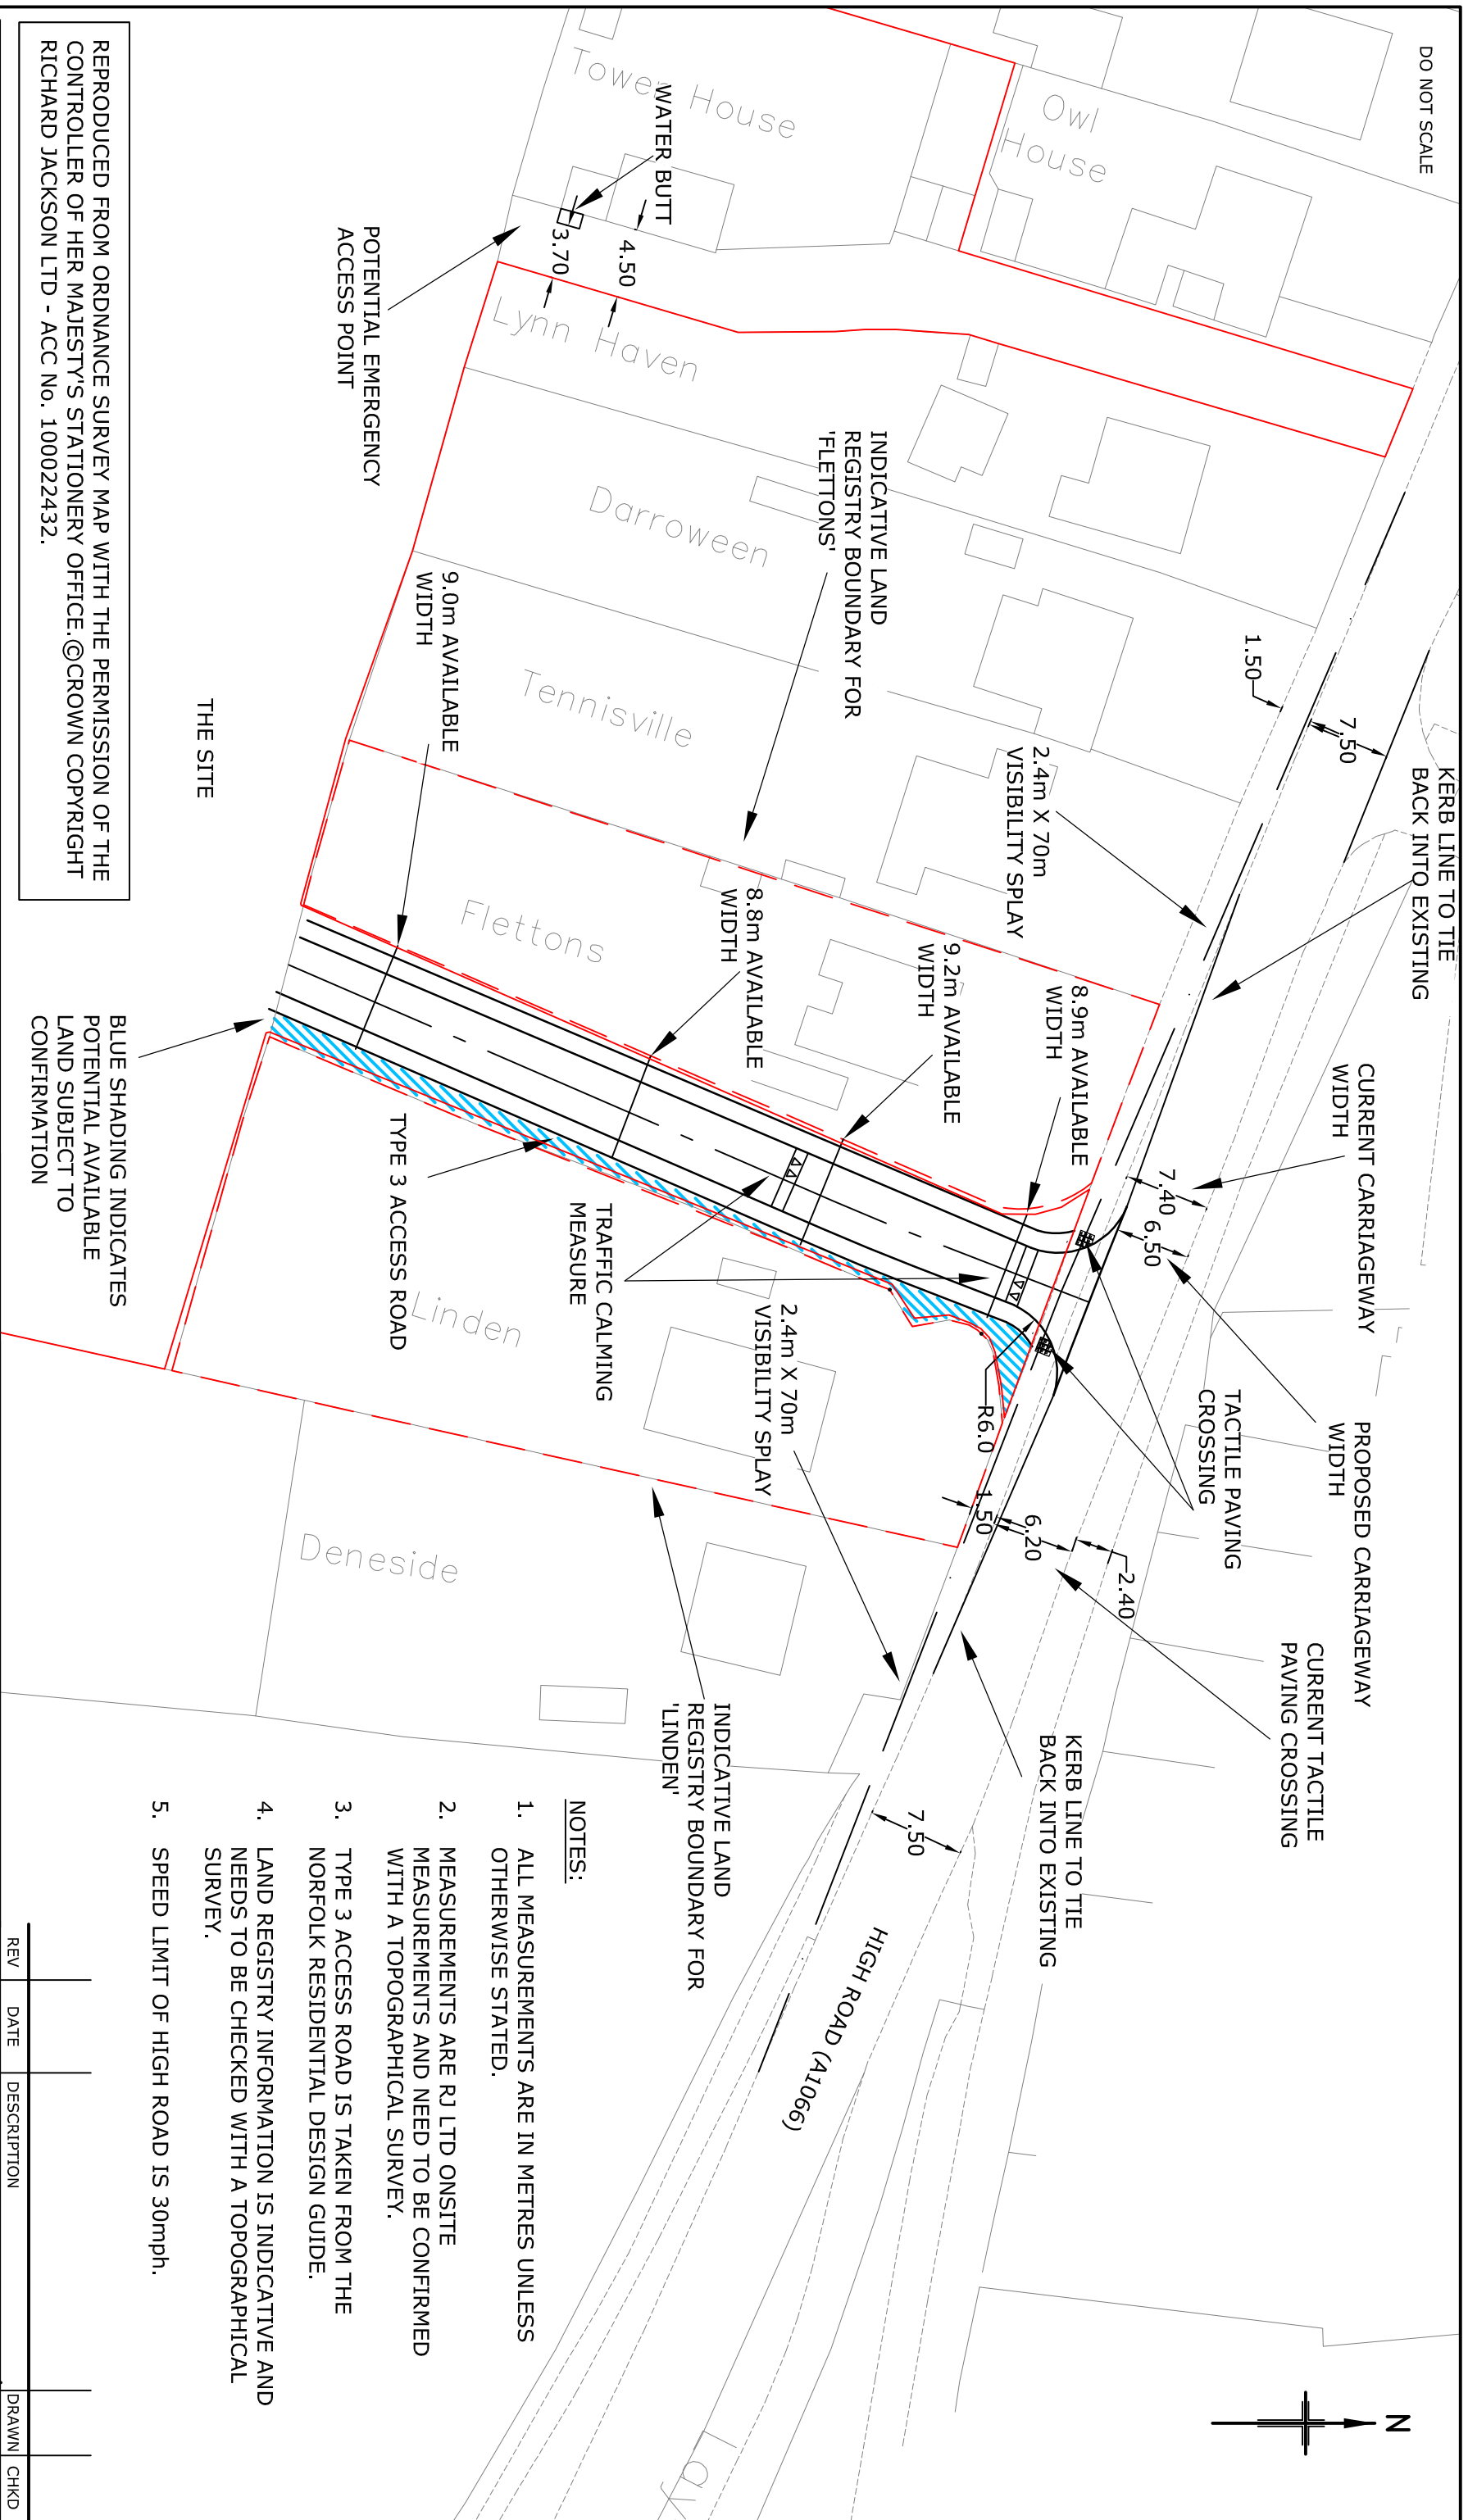 DO NOT SCALE
KERB LINE TO TIE
BACK INTO EXISTING
CURRENT CARRIAGEWAY
WIDTH
PROPOSED CARRIAGEWAY
WIDTH
TACTILE PAVING
CROSSING
CURRENT TACTILE
PAVING CROSSING
KERB LINE TO TIE
BACK INTO EXISTING
N
Owl
House
Tower House
WATER BUTT
4.50
3.70
POTENTIAL EMERGENCY
ACCESS POINT
Lynn Haven
Darroween
INDICATIVE LAND
REGISTRY BOUNDARY FOR
'FLETTONS'
Tennisville
1.50
7.50
2.4m X 70m
VISIBILITY SPLAY
9.0m AVAILABLE
WIDTH
Flettons
8.8m AVAILABLE
WIDTH
9.2m AVAILABLE
WIDTH
8.9m AVAILABLE
WIDTH
7.40
6.50
THE SITE
BLUE SHADING INDICATES
POTENTIAL AVAILABLE
LAND SUBJECT TO
CONFIRMATION
TYPE 3 ACCESS ROAD
TRAFFIC CALMING
MEASURE
Linden
2.4m X 70m
VISIBILITY SPLAY
R6.0
1.50
6.20
2.40
Deneside
INDICATIVE LAND
REGISTRY BOUNDARY FOR
'LINDEN'
7.50
HIGH ROAD (A1066)
NOTES:
1. ALL MEASUREMENTS ARE IN METRES UNLESS
OTHERWISE STATED.
2. MEASUREMENTS ARE RJ LTD ONSITE
MEASUREMENTS AND NEED TO BE CONFIRMED
WITH A TOPOGRAPHICAL SURVEY.
3. TYPE 3 ACCESS ROAD IS TAKEN FROM THE
NORFOLK RESIDENTIAL DESIGN GUIDE.
4. LAND REGISTRY INFORMATION IS INDICATIVE AND
NEEDS TO BE CHECKED WITH A TOPOGRAPHICAL
SURVEY.
5. SPEED LIMIT OF HIGH ROAD IS 30mph.
REPRODUCED FROM ORDNANCE SURVEY MAP WITH THE PERMISSION OF THE
CONTROLLER OF HER MAJESTY'S STATIONERY OFFICE.©CROWN COPYRIGHT
RICHARD JACKSON LTD - ACC No. 100022432.
REV DATE DESCRIPTION DRAWN CHKD